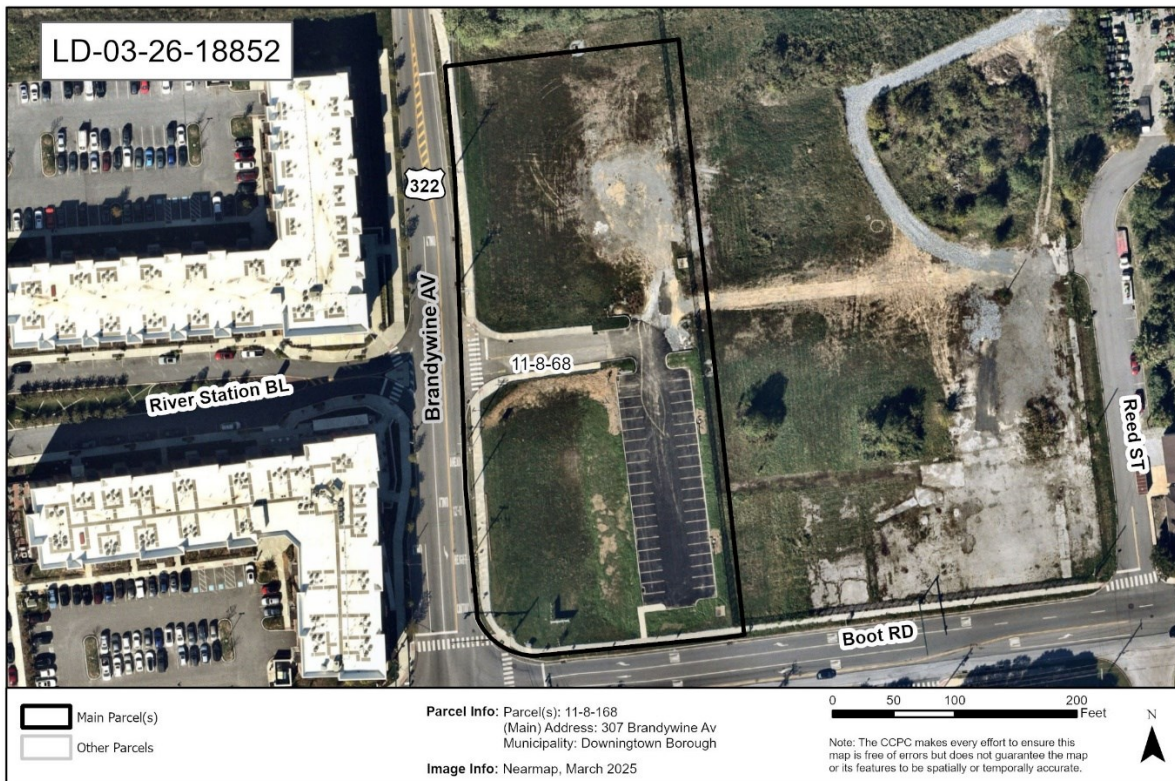 LD-03-26-18852
322
Brandywine AV
11-8-68
River Station BL
Reed ST
Boot RD
Main Parcel(s)
Other Parcels
Parcel Info: Parcel(s): 11-8-168
(Main) Address: 307 Brandywine Av
Municipality: Downingtown Borough
Image Info: Nearmap, March 2025
0 50 100 200
Feet
Note: The CCPC makes every effort to ensure this
map is free of errors but does not guarantee the map
or its features to be spatially or temporally accurate.
N